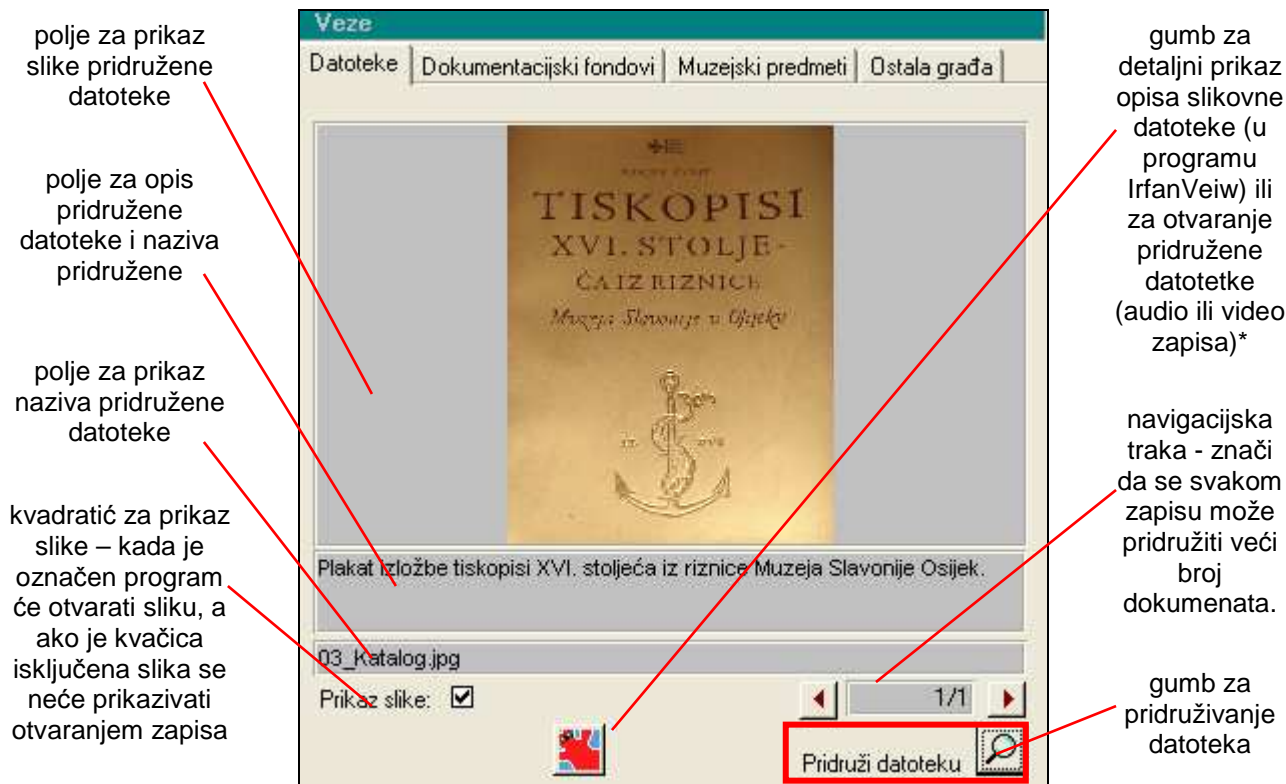 polje za prikaz
slike pridružene
datoteke
polje za opis
pridružene
datoteke i naziva
pridružene
polje za prikaz
naziva pridružene
datoteke
kvadratić za prikaz
slike – kada je
označen program
će otvarati sliku, a
ako je kvačica
isključena slika se
neće prikazivati
otvaranjem zapisa
Veze
Datoteke Dokumentacijski fondovi Muzejski predmeti Ostala građa
TISKOPISI
XVI. STOLJE-
ĆA IZ RIZNICE
Muzeja Slavonije u Osijeku
Plakat izložbe tiskopisi XVI. stoljeća iz riznice Muzeja Slavonije Osijek.
03_Katalog.jpg
Prikaz slike: 1/1
Pridruži datoteku
gumb za
detaljni prikaz
opisa slikovne
datoteke (u
programu
IrfanVeiw) ili
za otvaranje
pridružene
datotetke
(audio ili video
zapisa)*
navigacijska
traka - znači
da se svakom
zapisu može
pridružiti veći
broj
dokumenata.
gumb za
pridruživanje
datoteka